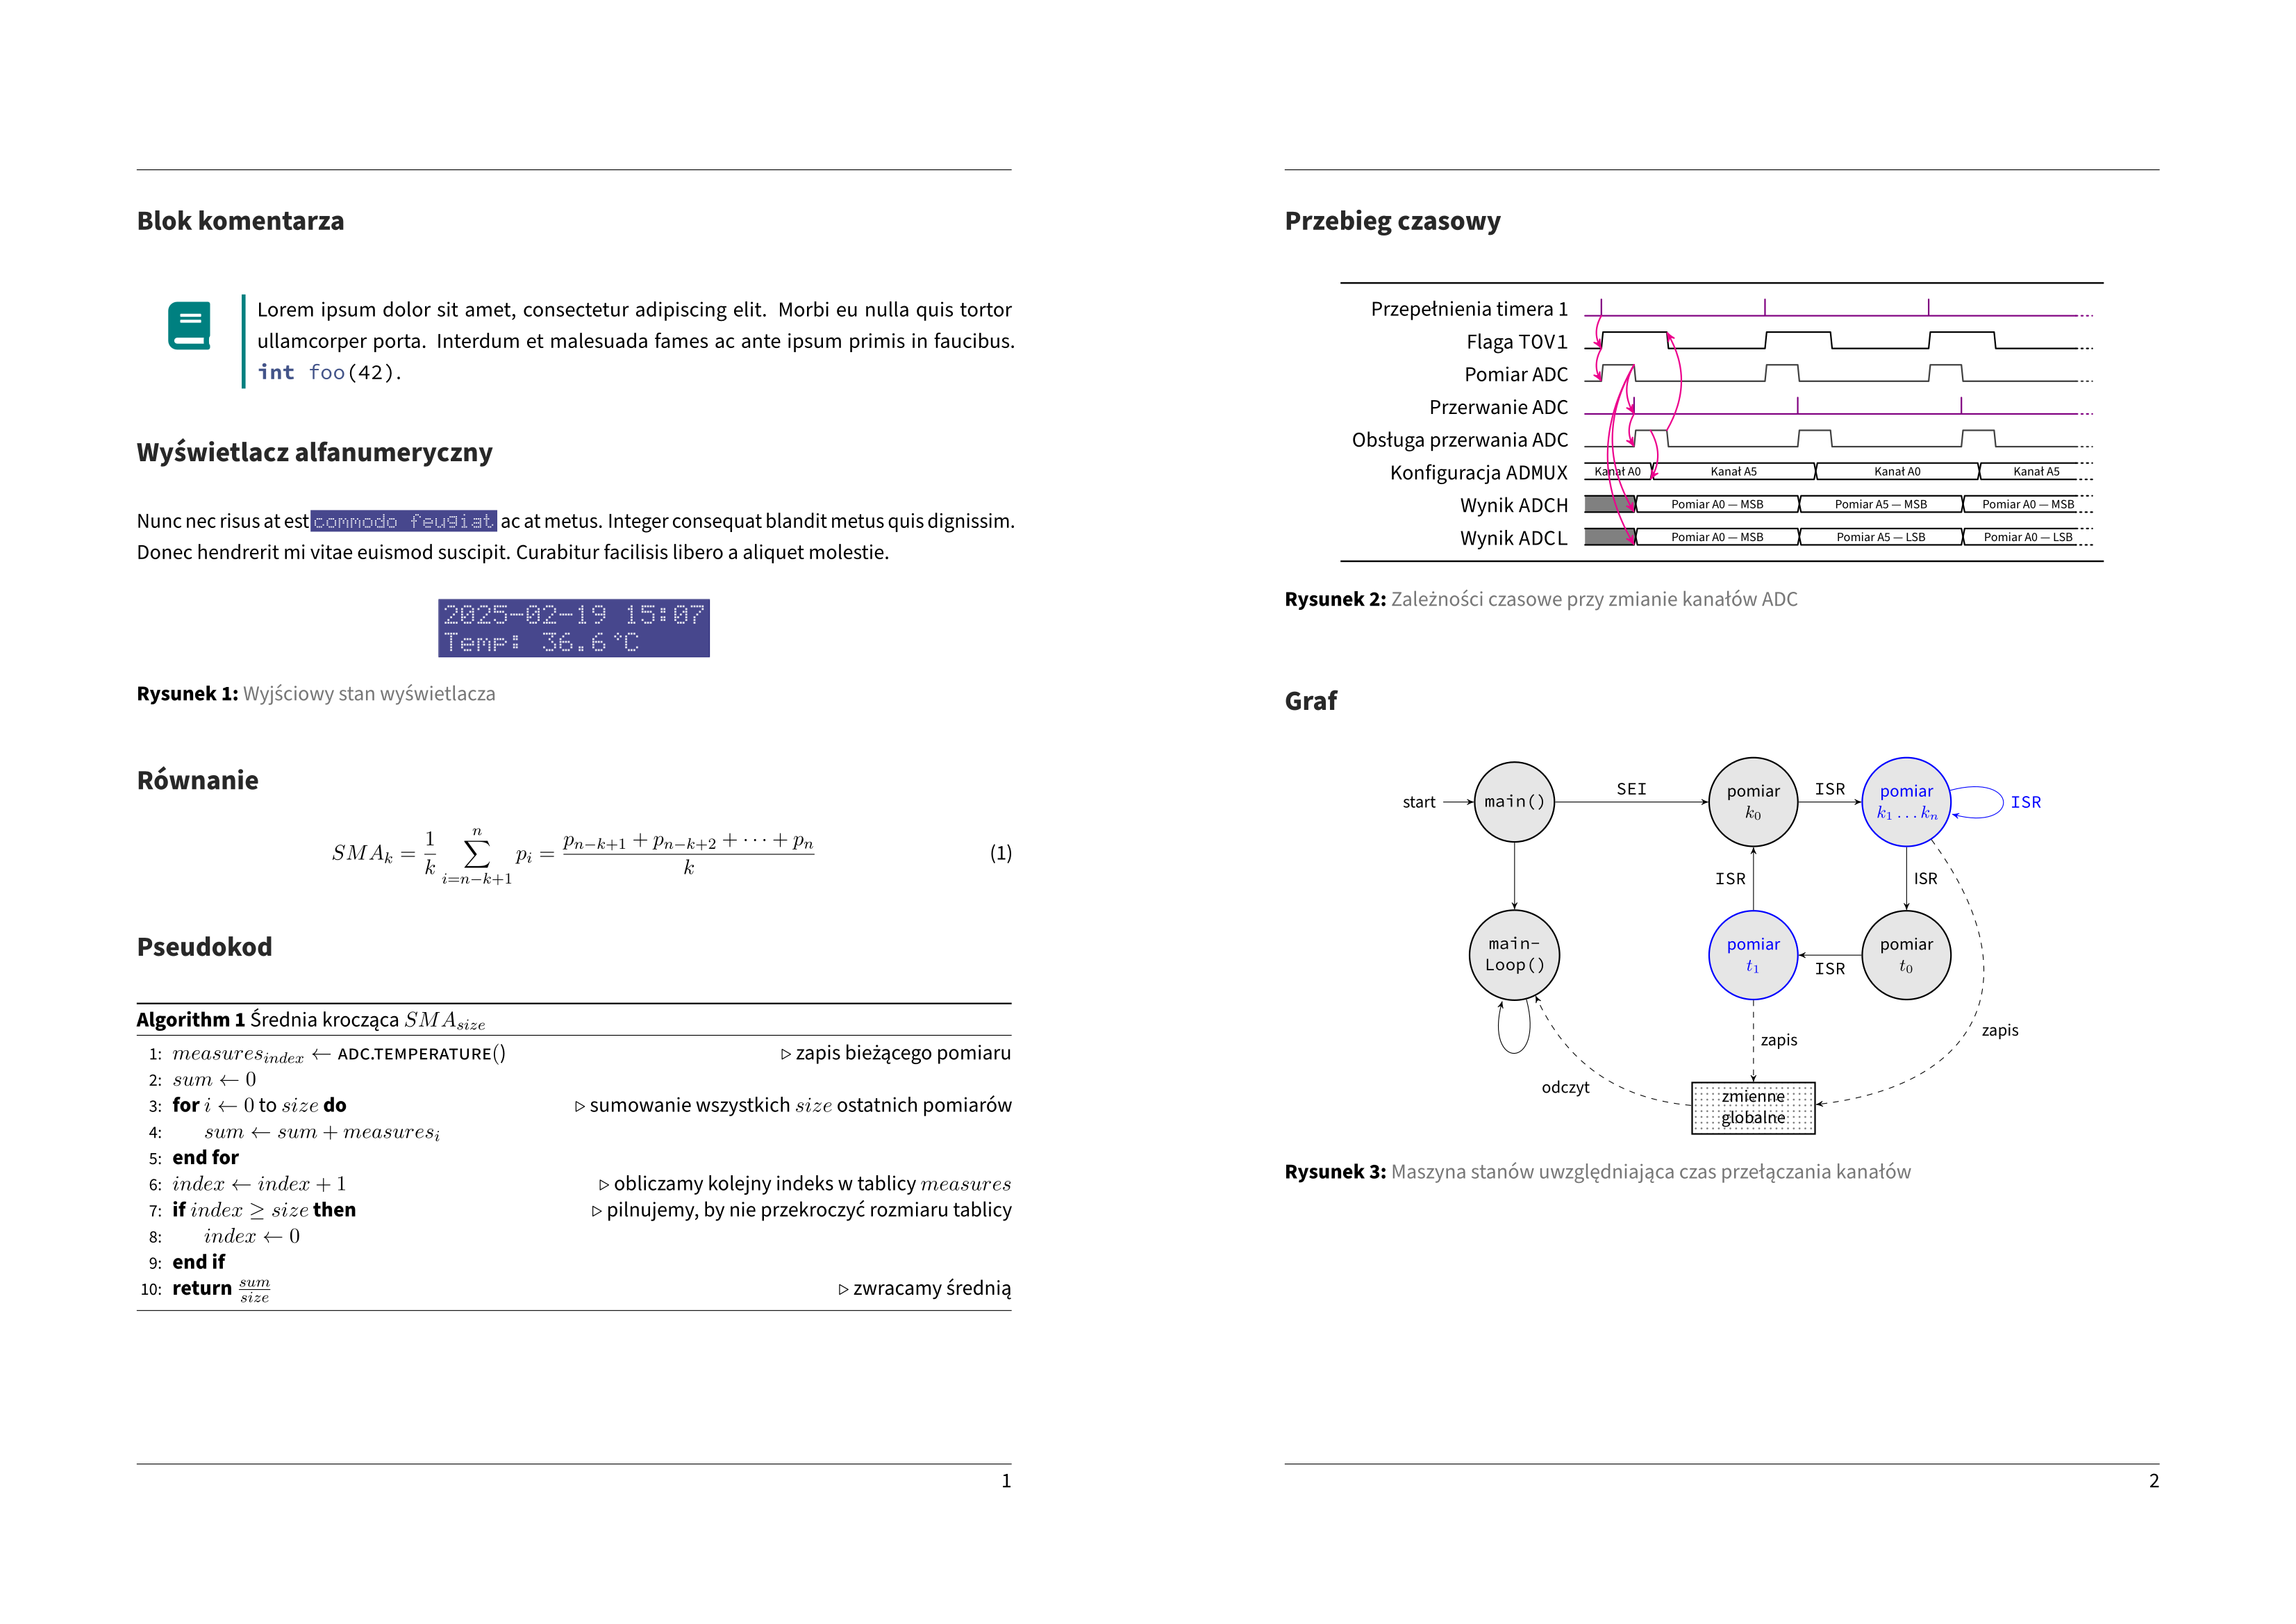 Blok komentarza
Lorem ipsum dolor sit amet, consectetur adipiscing elit. Morbi eu nulla quis tortor
ullamcorper porta. Interdum et malesuada fames ac ante ipsum primis in faucibus.
int foo(42).
Wyświetlacz alfanumeryczny
Nunc nec risus at est commodo feugiat ac at metus. Integer consequat blandit metus quis dignissim.
Donec hendrerit mi vitae euismod suscipit. Curabitur facilisis libero a aliquet molestie.
2025-02-19 15:07
Temp: 36.6°C
Rysunek 1: Wyjściowy stan wyświetlacza
Równanie
SMA_k = \frac{1}{k} \sum_{i=n-k+1}^{n} p_i = \frac{p_{n-k+1} + p_{n-k+2} + ⋯ + p_n}{k} (1)
Pseudokod
Algorithm 1 Średnia krocząca SMA_{size}
1: measures_{index} ← ADC.TEMPERATURE() ▷ zapis bieżącego pomiaru
2: sum ← 0
3: for i ← 0 to size do ▷ sumowanie wszystkich size ostatnich pomiarów
4: sum ← sum + measures_i
5: end for
6: index ← index + 1 ▷ obliczamy kolejny indeks w tablicy measures
7: if index ≥ size then ▷ pilnujemy, by nie przekroczyć rozmiaru tablicy
8: index ← 0
9: end if
10: return \frac{sum}{size} ▷ zwracamy średnią
1
Przebieg czasowy
Przepełnienia timera 1
Flaga TOV1
Pomiar ADC
Przerwanie ADC
Obsługa przerwania ADC
Konfiguracja ADMUX Kanał A0 Kanał A5 Kanał A0 Kanał A5
Wynik ADCH Pomiar A0 — MSB Pomiar A5 — MSB Pomiar A0 — MSB
Wynik ADCL Pomiar A0 — MSB Pomiar A5 — LSB Pomiar A0 — LSB
Rysunek 2: Zależności czasowe przy zmianie kanałów ADC
Graf
start
main()
SEI
pomiar
k_0
ISR
pomiar
k_1 … k_n
ISR
ISR
ISR
main-
Loop()
pomiar
t_1
ISR
pomiar
t_0
zapis
zapis
odczyt
zmienne
globalne
Rysunek 3: Maszyna stanów uwzględniająca czas przełączania kanałów
2